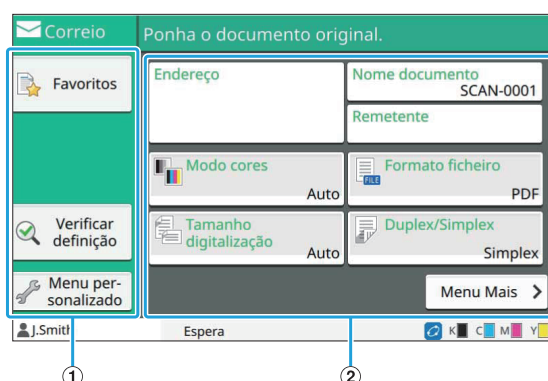 Correio
Ponha o documento original.
Favoritos
Verificar
definição
Menu per-
sonalizado
Endereço
Nome documento
SCAN-0001
Remetente
Modo cores
Auto
Formato ficheiro
FILE
PDF
Tamanho
digitalização
Auto
Duplex/Simplex
Simplex
Menu Mais
J.Smith
Espera
K C M Y
1
2